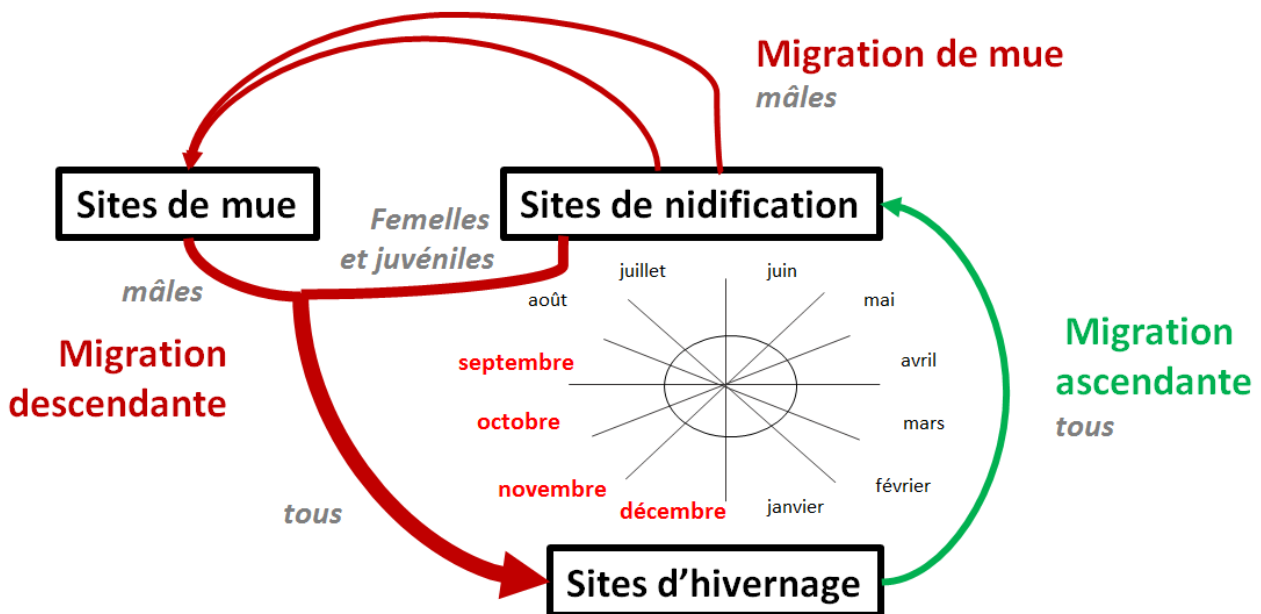 Migration de mue
mâles
Sites de mue
Sites de nidification
Femelles
et juvéniles
mâles
Migration
descendante
tous
juillet
juin
août
mai
septembre
avril
octobre
mars
novembre
février
décembre
janvier
Migration
ascendante
tous
Sites d’hivernage